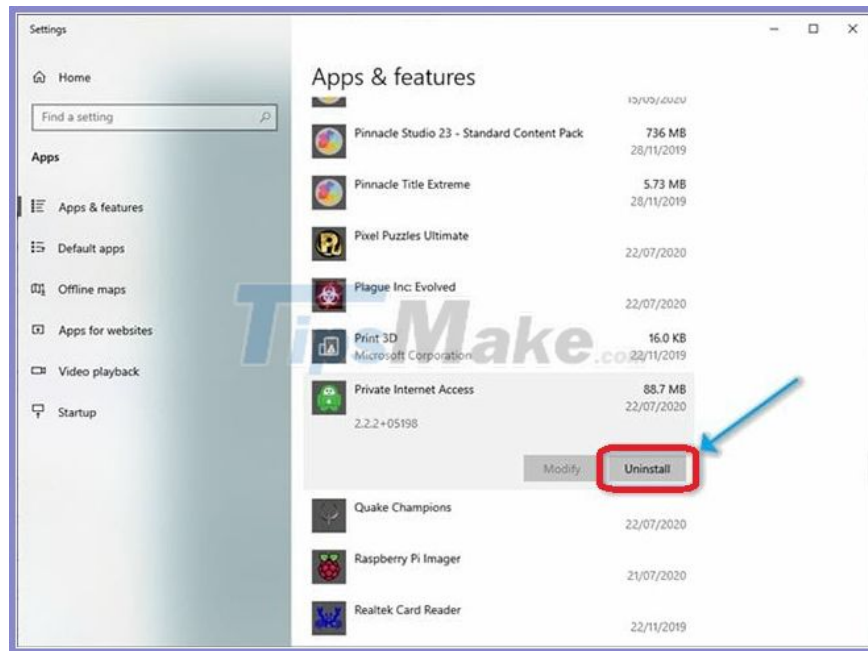 Settings
Home
Find a setting
Apps
Apps & features
Default apps
Offline maps
Apps for websites
Video playback
Startup
Apps & features
15/05/2020
Pinnacle Studio 23 - Standard Content Pack 736 MB
28/11/2019
Pinnacle Title Extreme 5.73 MB
28/11/2019
Pixel Puzzles Ultimate
22/07/2020
Plague Inc: Evolved
22/07/2020
TipsMake.com
Print 3D 16.0 KB
Microsoft Corporation 22/11/2019
Private Internet Access 88.7 MB
22/07/2020
2.2.2+05198
Modify Uninstall
Quake Champions
22/07/2020
Raspberry Pi Imager
21/07/2020
Realtek Card Reader
22/11/2019